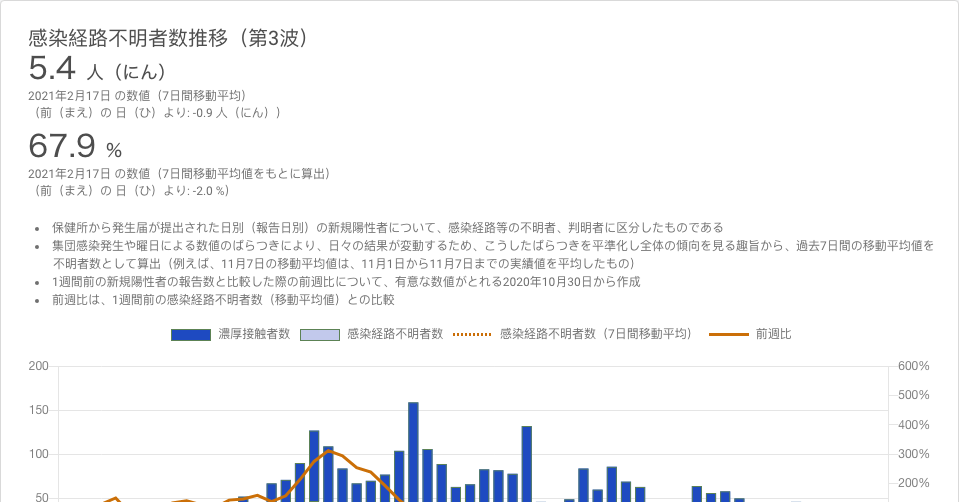 感染経路不明者数推移（第3波）
5.4 人（にん）
2021年2月17日 の数値（7日間移動平均）
（前（まえ）の 日（ひ）より: -0.9 人（にん））
67.9 %
2021年2月17日 の数値（7日間移動平均値をもとに算出）
（前（まえ）の 日（ひ）より: -2.0 %）
• 保健所から発生届が提出された日別（報告日別）の新規陽性者について、感染経路等の不明者、判明者に区分したものである
• 集団感染発生や曜日による数値のばらつきにより、日々の結果が変動するため、こうしたばらつきを平準化し全体の傾向を見る趣旨から、過去7日間の移動平均値を
不明者数として算出（例えば、11月7日の移動平均値は、11月1日から11月7日までの実績値を平均したもの）
• 1週間前の新規陽性者の報告数と比較した際の前週比について、有意な数値がとれる2020年10月30日から作成
• 前週比は、1週間前の感染経路不明者数（移動平均値）との比較
濃厚接触者数 感染経路不明者数 感染経路不明者数（7日間移動平均） 前週比
200 600%
500%
150
400%
100 300%
200%
50